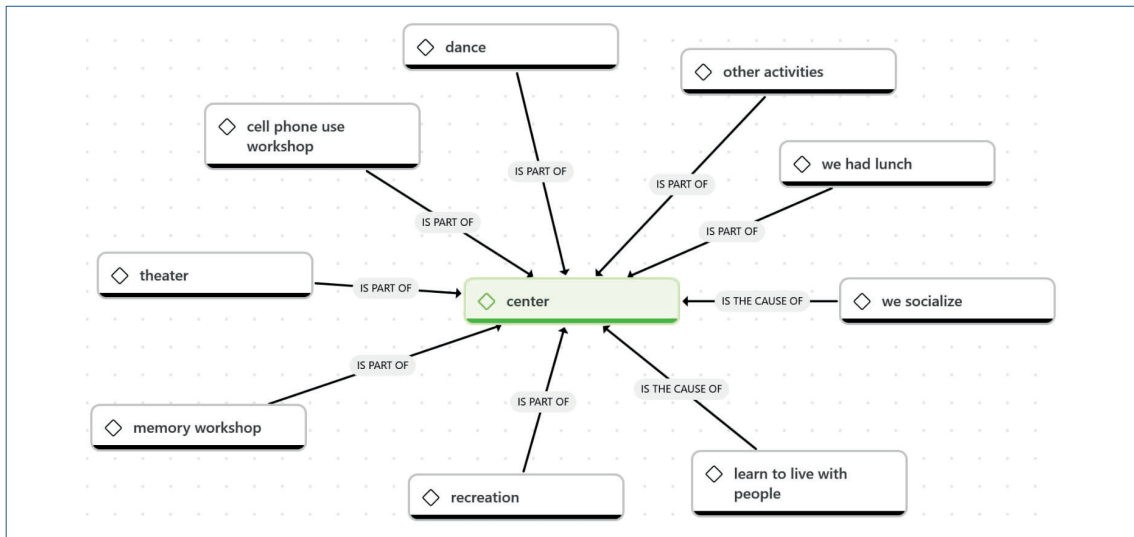 dance
other activities
cell phone use
workshop
we had lunch
IS PART OF
IS PART OF
IS PART OF
IS PART OF
theater
IS PART OF
center
IS THE CAUSE OF
we socialize
IS PART OF
IS PART OF
IS THE CAUSE OF
memory workshop
recreation
learn to live with
people